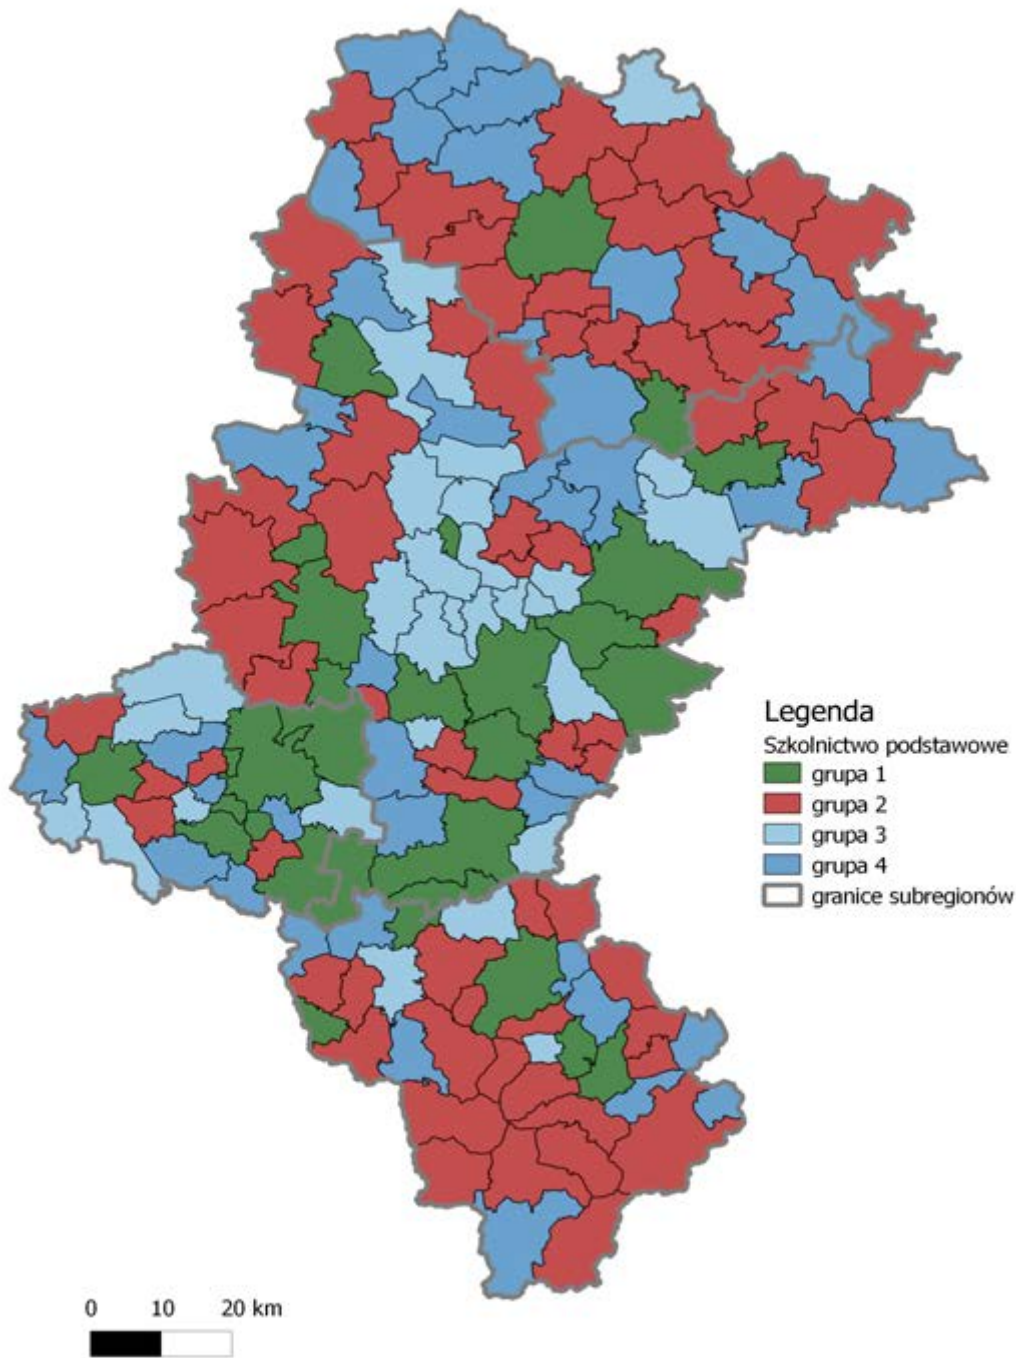 Legenda
Szkolnictwo podstawowe
grupa 1
grupa 2
grupa 3
grupa 4
granice subregionów
0 10 20 km